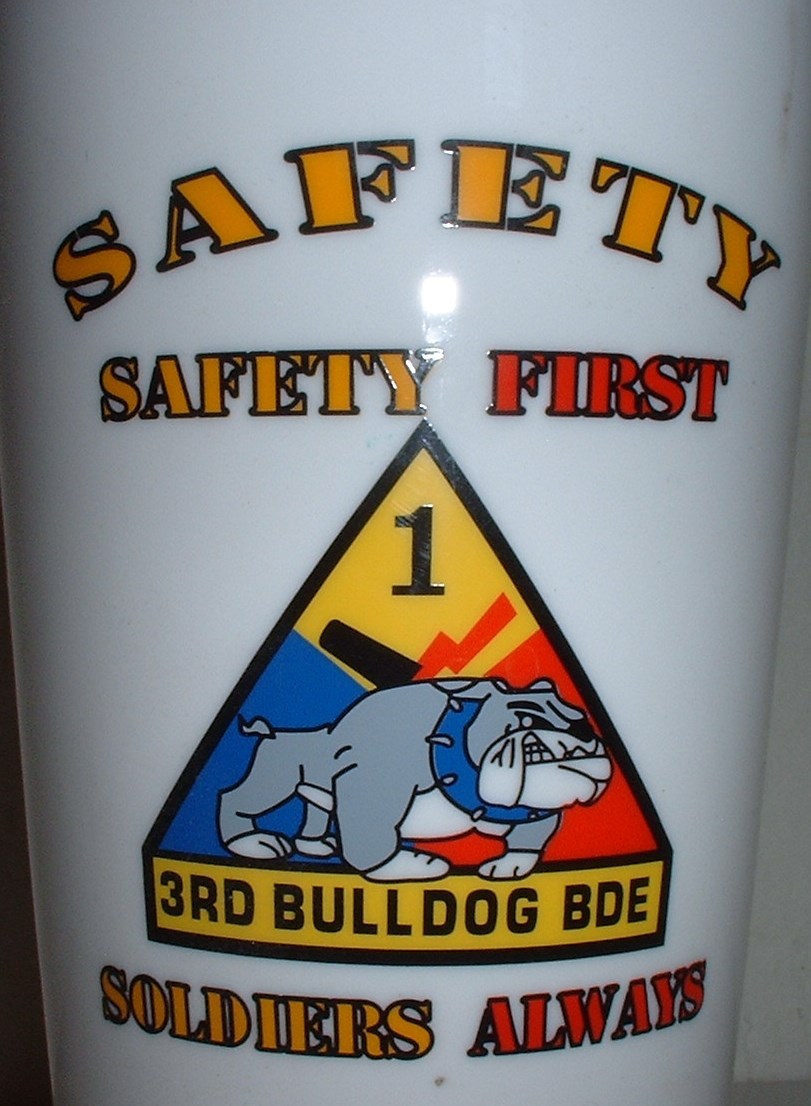 SAFETY
SAFETY FIRST
1
3RD BULLDOG BDE
SOLDIERS ALWAYS